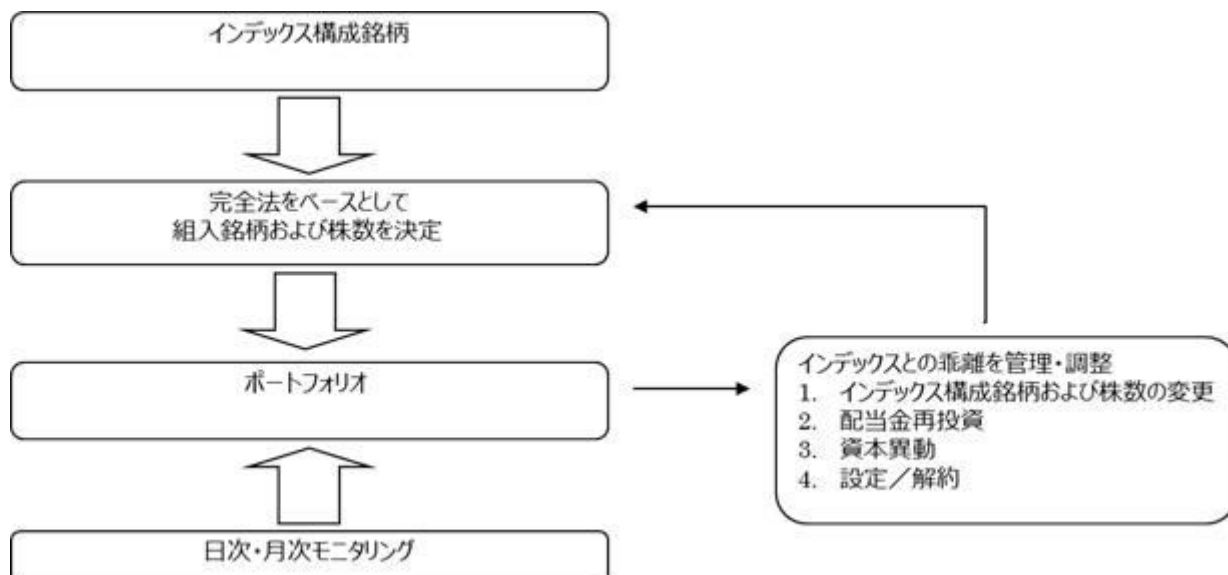 インデックス構成銘柄
完全法をベースとして
組入銘柄および株数を決定
ポートフォリオ
インデックスとの乖離を管理・調整
1. インデックス構成銘柄および株数の変更
2. 配当金再投資
3. 資本異動
4. 設定／解約
日次・月次モニタリング